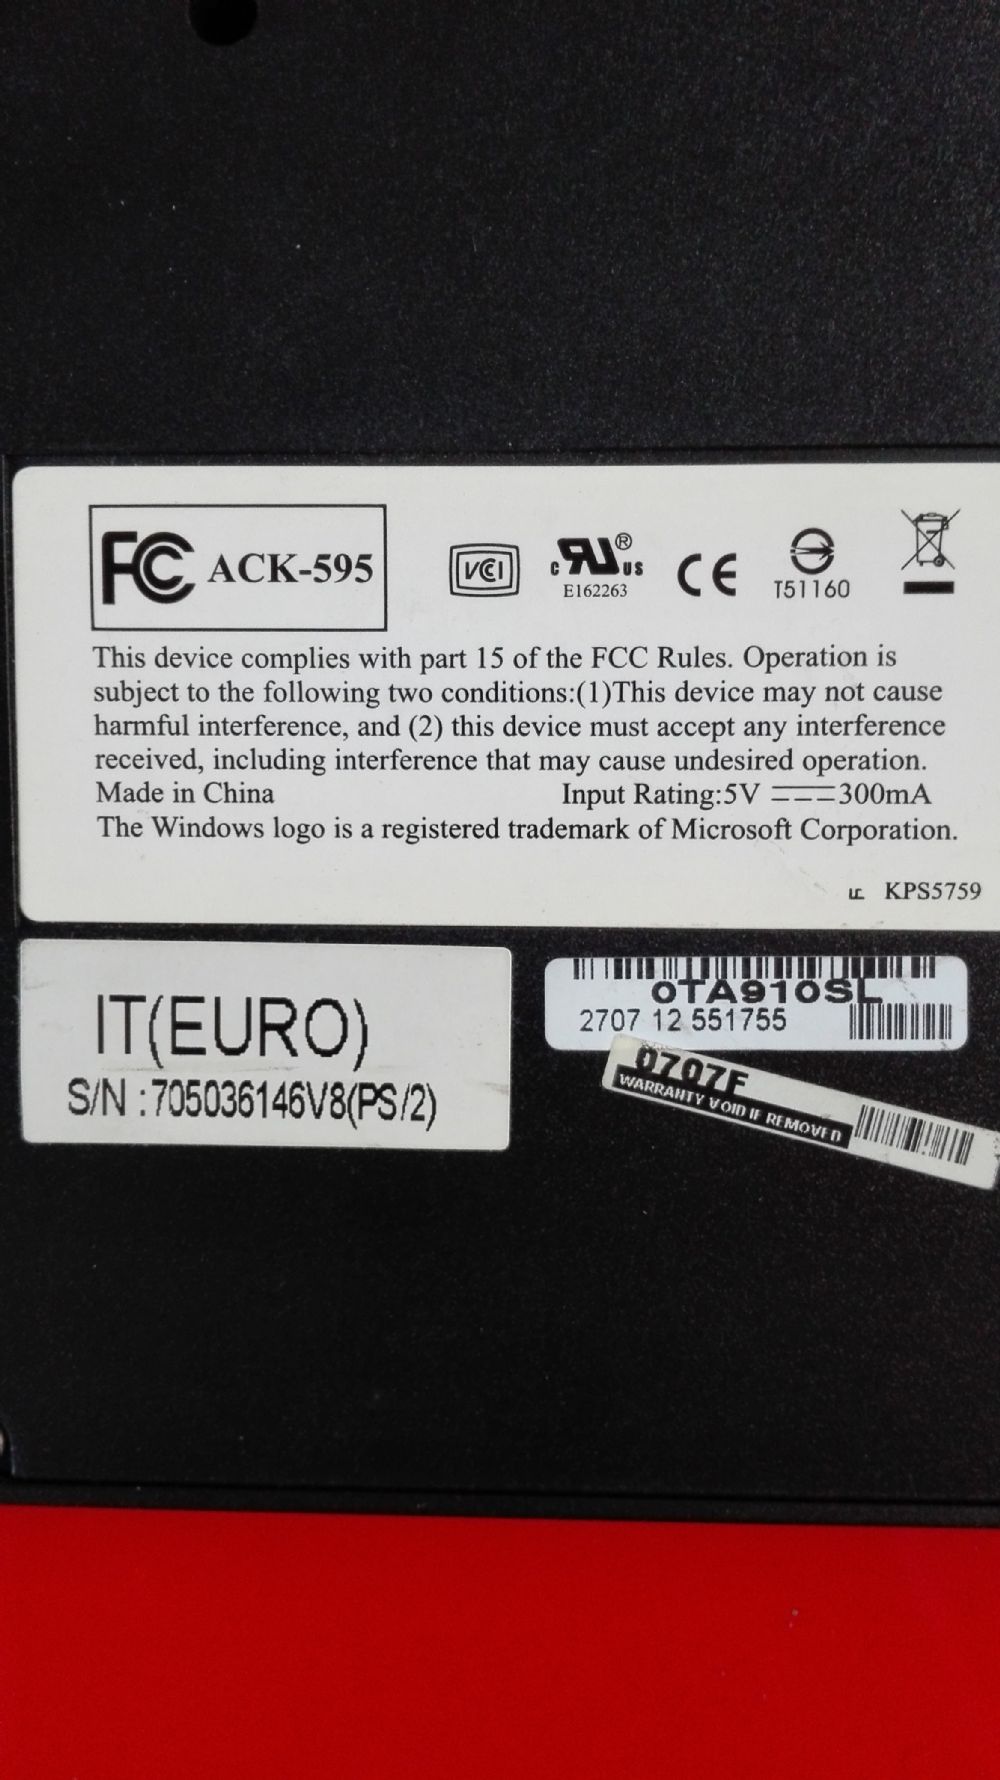 FC ACK-595
VCI
c RU ® us
E162263
CE
T51160
This device complies with part 15 of the FCC Rules. Operation is
subject to the following two conditions:(1)This device may not cause
harmful interference, and (2) this device must accept any interference
received, including interference that may cause undesired operation.
Made in China Input Rating:5V 300mA
The Windows logo is a registered trademark of Microsoft Corporation.
KPS5759
IT(EURO)
S/N :705036146V8(PS/2)
OTA910SL
2707 12 551755
0707F
WARRANTY VOID IF REMOVED